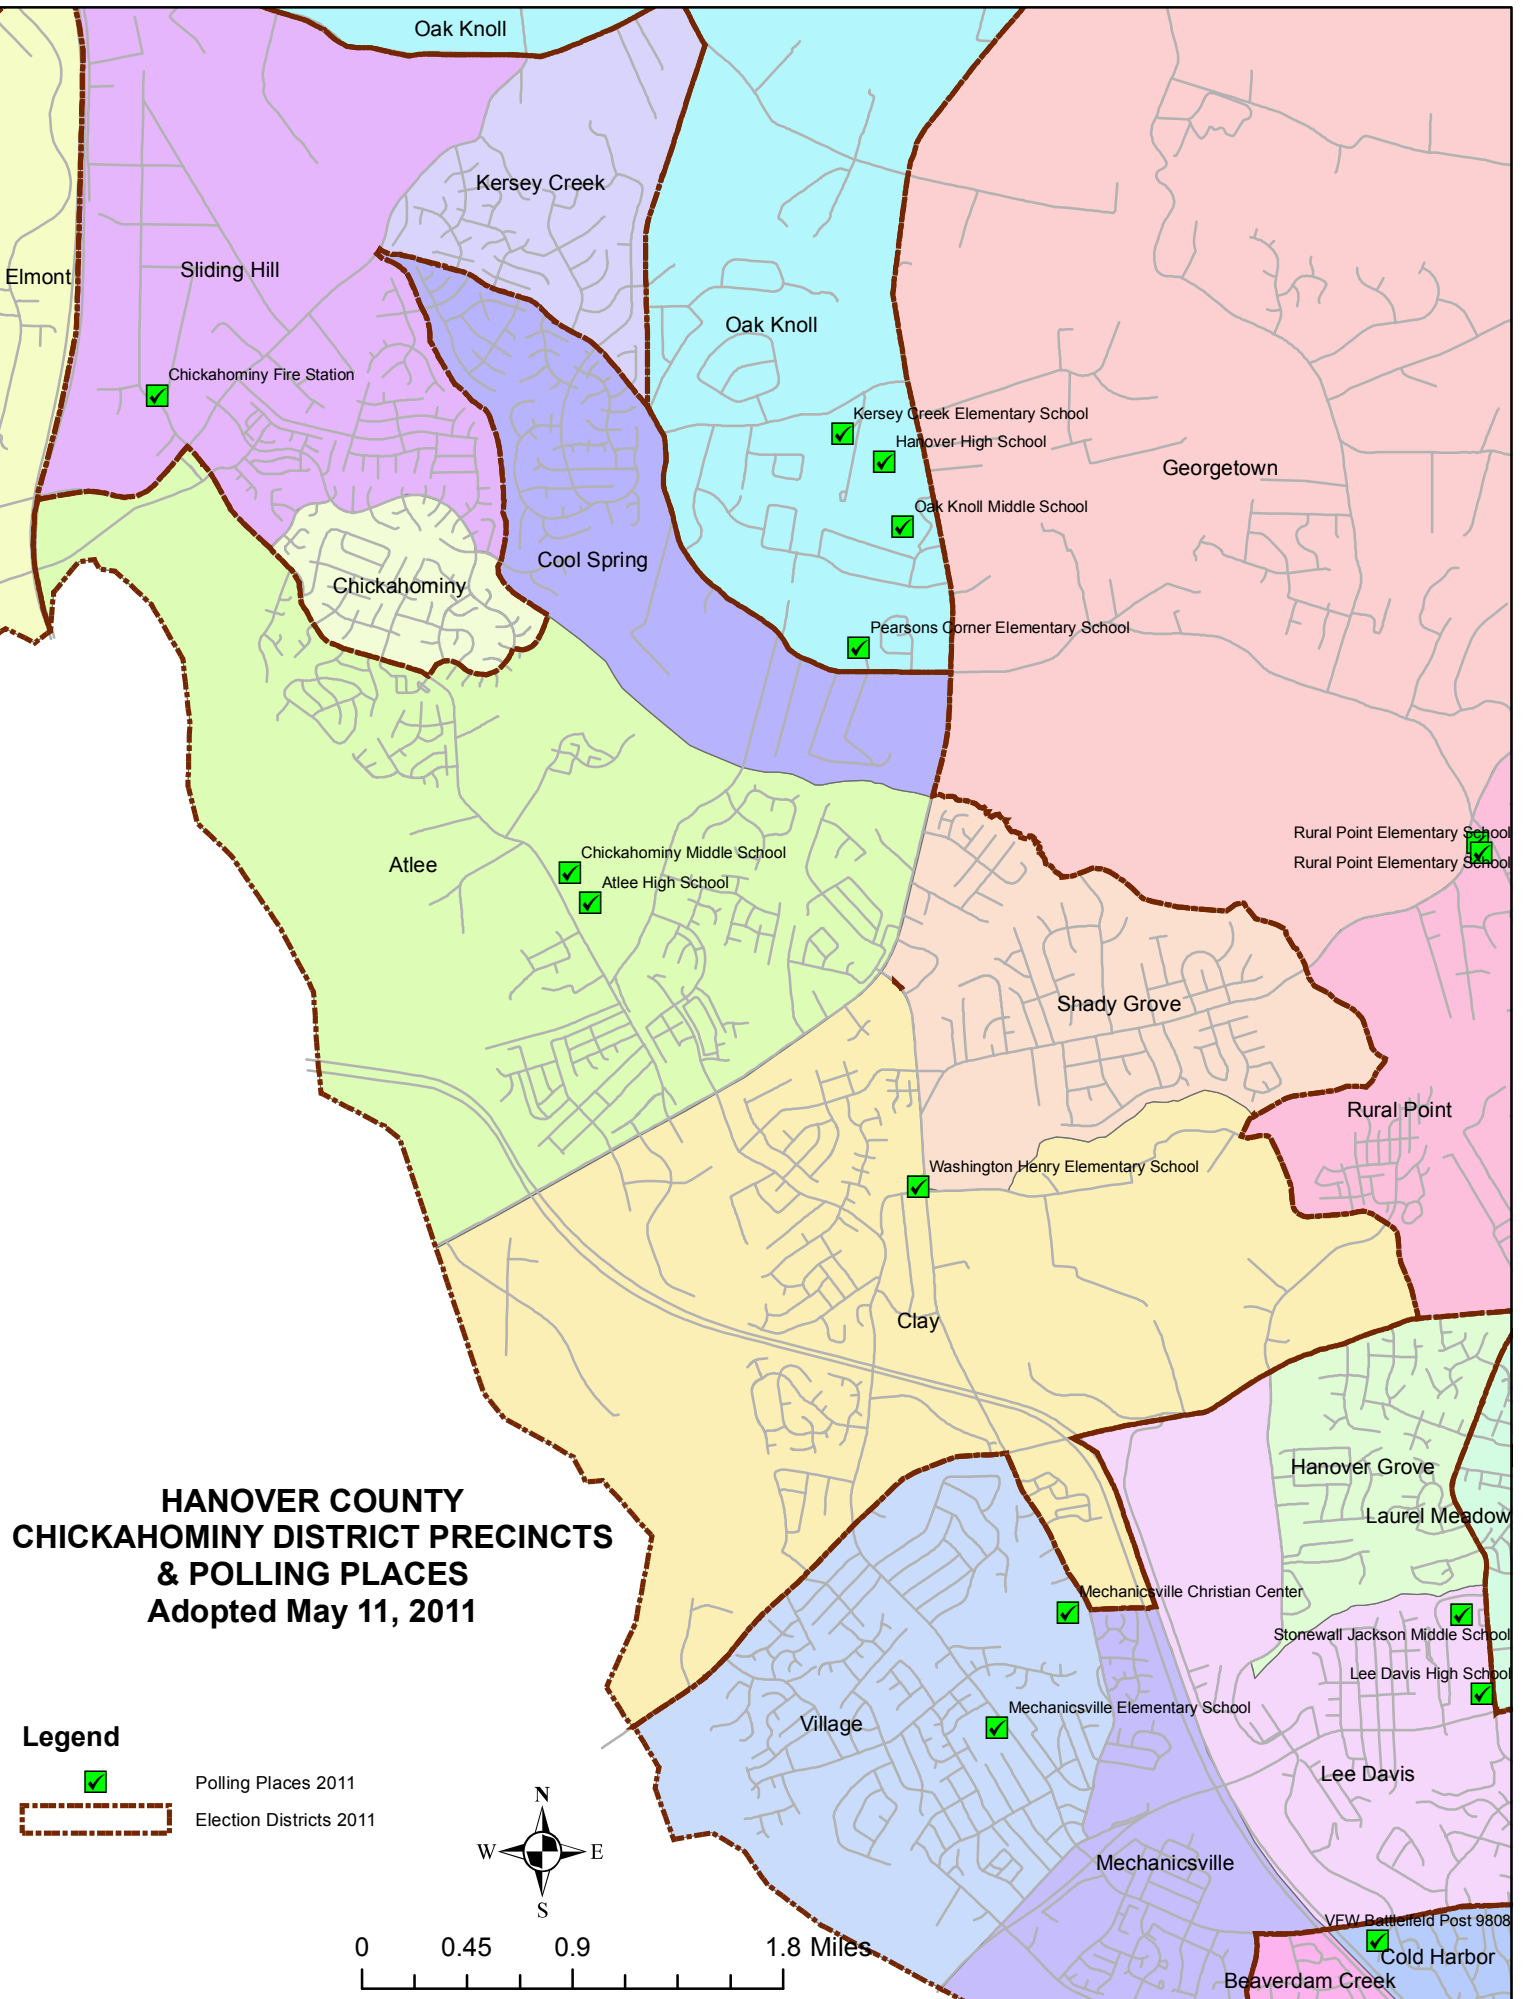 Oak Knoll
Kersey Creek
Elmont
Sliding Hill
Oak Knoll
Chickahominy Fire Station
Kersey Creek Elementary School
Hanover High School
Georgetown
Oak Knoll Middle School
Cool Spring
Chickahominy
Pearsons Corner Elementary School
Rural Point Elementary School
Rural Point Elementary School
Atlee
Chickahominy Middle School
Atlee High School
Shady Grove
Rural Point
Washington Henry Elementary School
Clay
Hanover Grove
Laurel Meadow
HANOVER COUNTY
CHICKAHOMINY DISTRICT PRECINCTS
& POLLING PLACES
Adopted May 11, 2011
Mechanicsville Christian Center
Stonewall Jackson Middle School
Lee Davis High School
Mechanicsville Elementary School
Village
Lee Davis
Legend
Polling Places 2011
Election Districts 2011
N
W E
S
Mechanicsville
VFW Battleifeld Post 9808
Cold Harbor
Beaverdam Creek
0 0.45 0.9 1.8 Miles